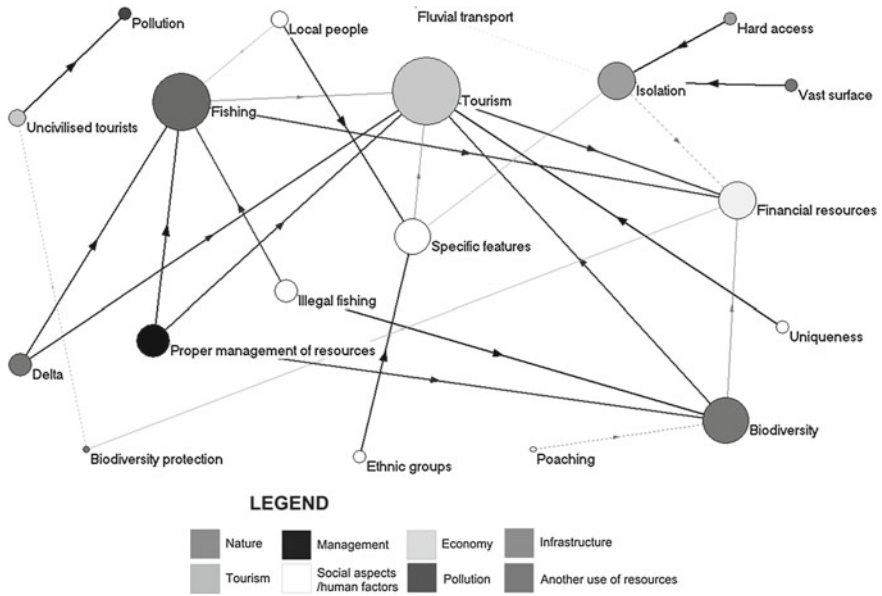 Pollution
Local people
Fluvial transport
Hard access
Fishing
Tourism
Isolation
Vast surface
Uncivilised tourists
Financial resources
Specific features
Illegal fishing
Uniqueness
Proper management of resources
Delta
Biodiversity
Biodiversity protection
Ethnic groups
Poaching
LEGEND
Nature
Management
Economy
Infrastructure
Tourism
Social aspects
/human factors
Pollution
Another use of resources